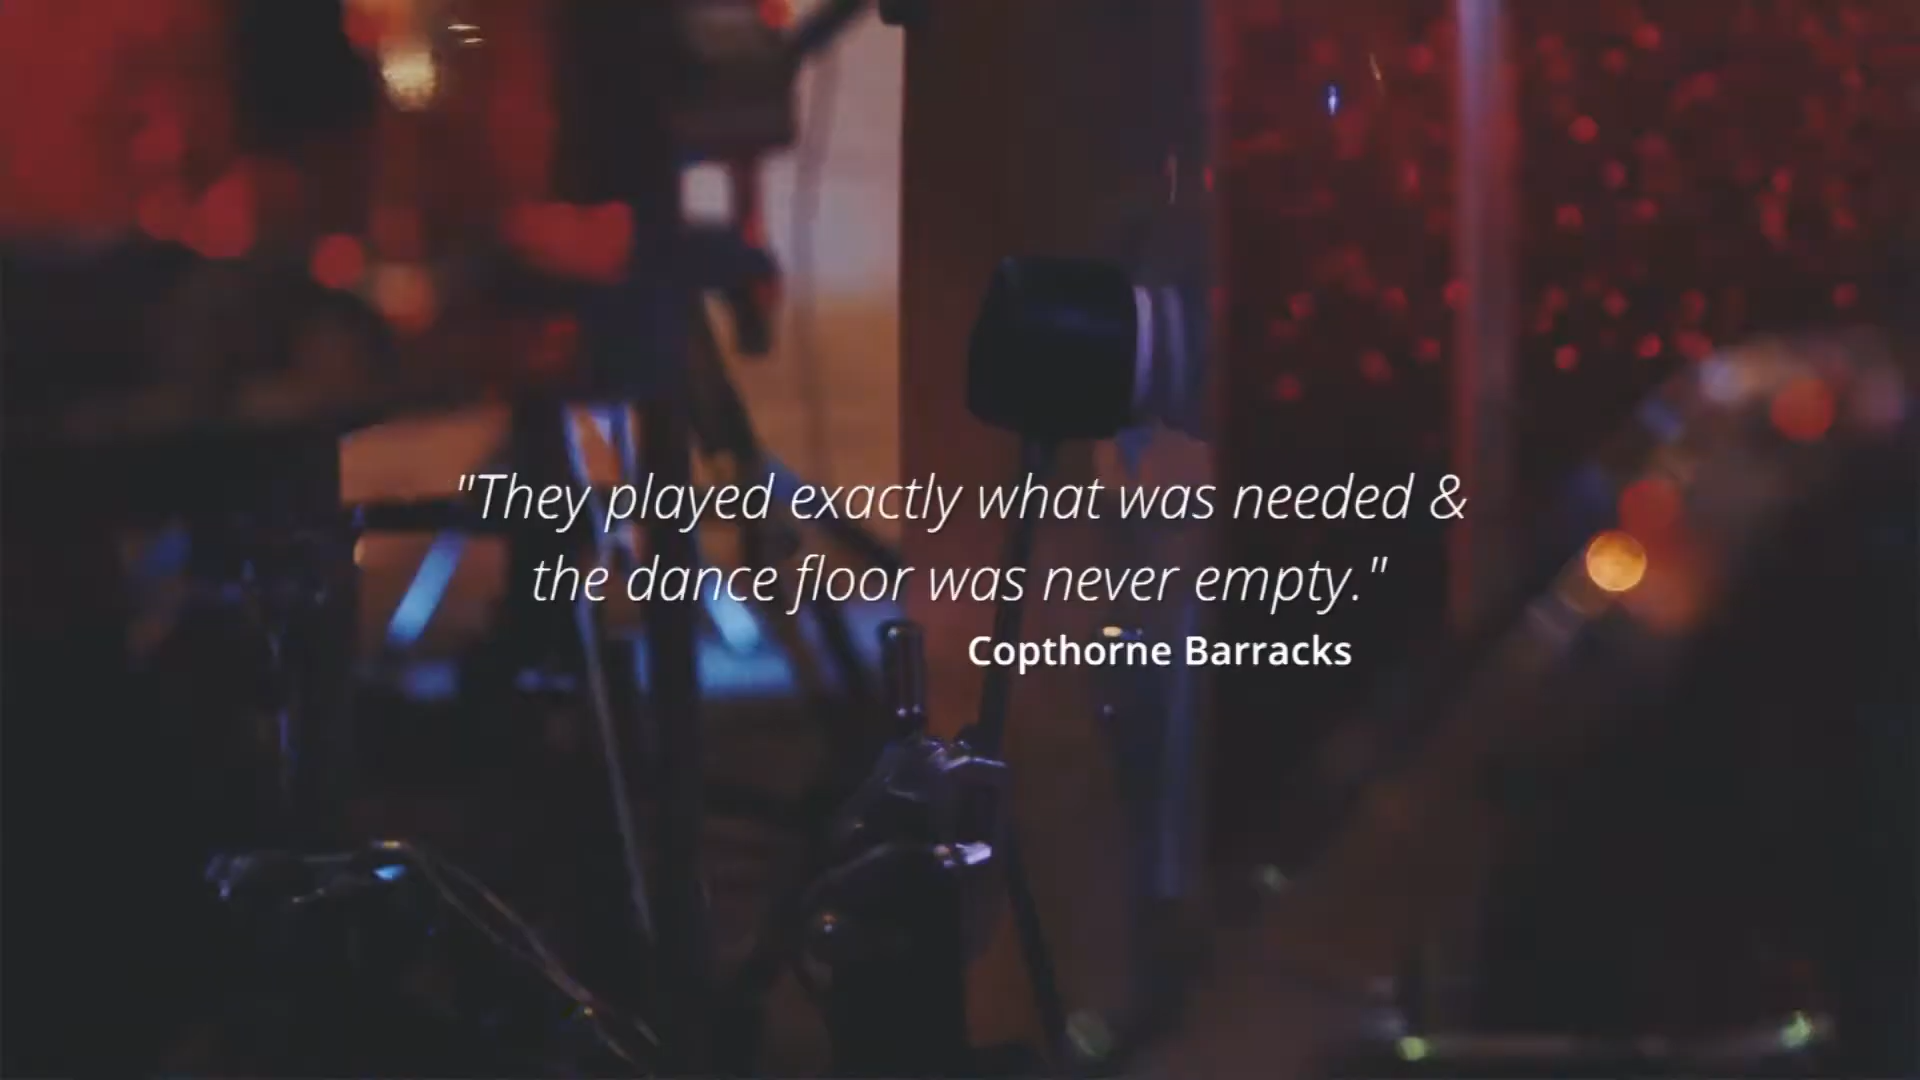 "They played exactly what was needed &
the dance floor was never empty."
Copthorne Barracks